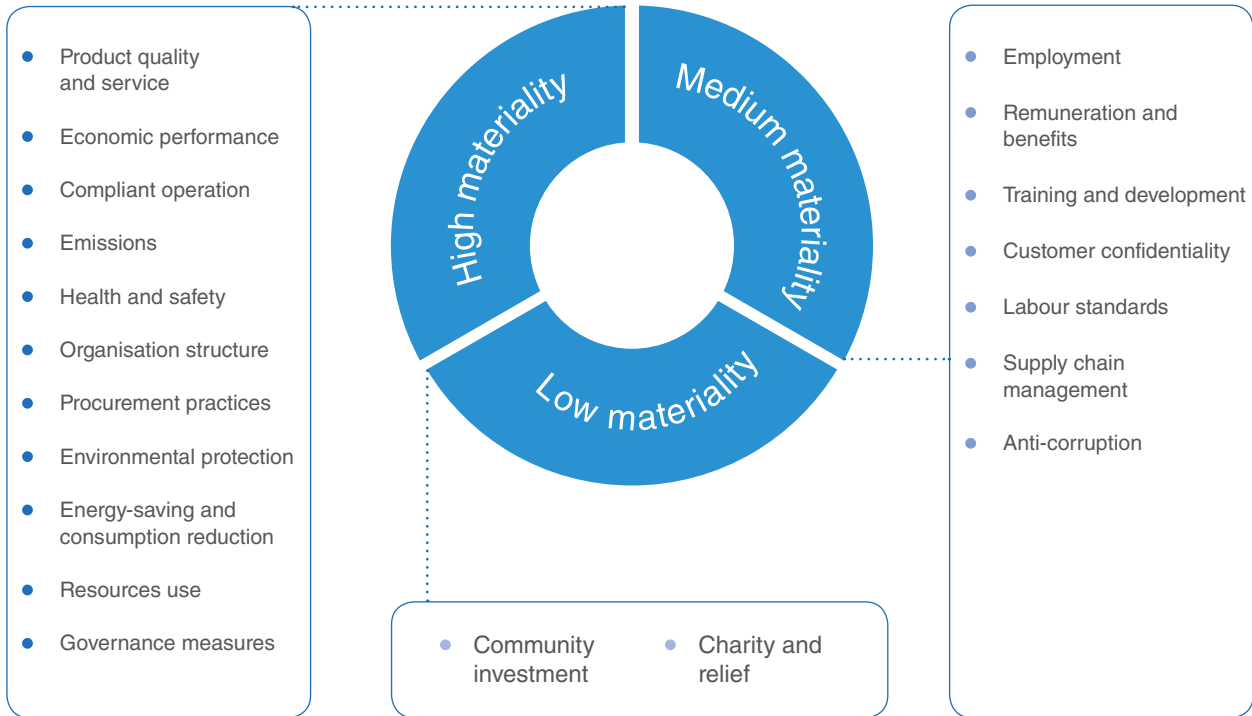 Product quality
and service
Economic performance
Compliant operation
Emissions
Health and safety
Organisation structure
Procurement practices
Environmental protection
Energy-saving and
consumption reduction
Resources use
Governance measures
High materiality
Medium materiality
Low materiality
Employment
Remuneration and
benefits
Training and development
Customer confidentiality
Labour standards
Supply chain
management
Anti-corruption
Community
investment
Charity and
relief